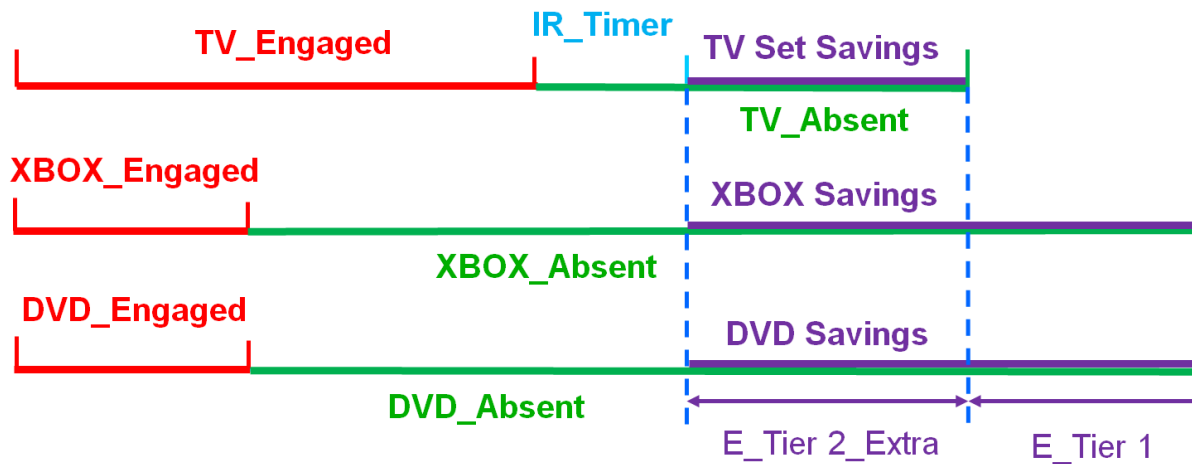 IR_Timer
TV_Engaged
TV Set Savings
TV_Absent
XBOX_Engaged
XBOX Savings
XBOX_Absent
DVD_Engaged
DVD Savings
DVD_Absent
E_Tier 2_Extra
E_Tier 1